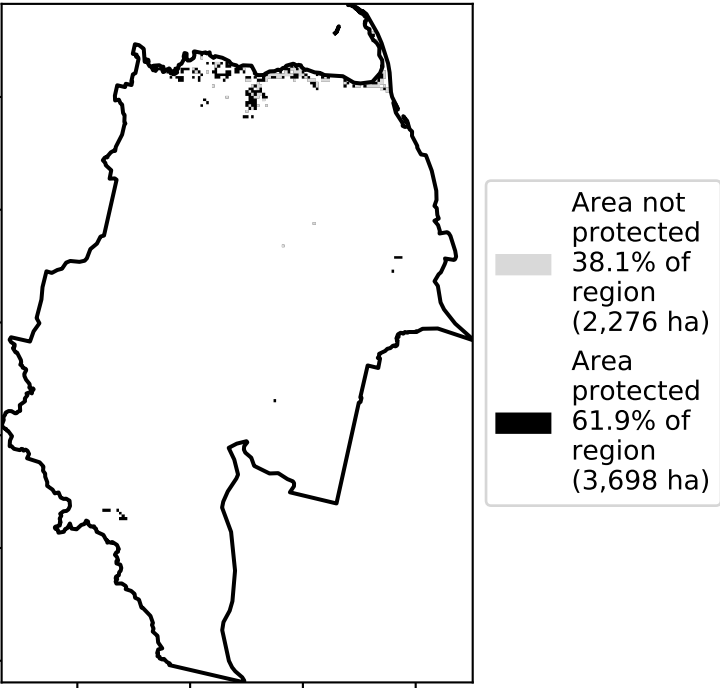 Area not
protected
38.1% of
region
(2,276 ha)
Area
protected
61.9% of
region
(3,698 ha)